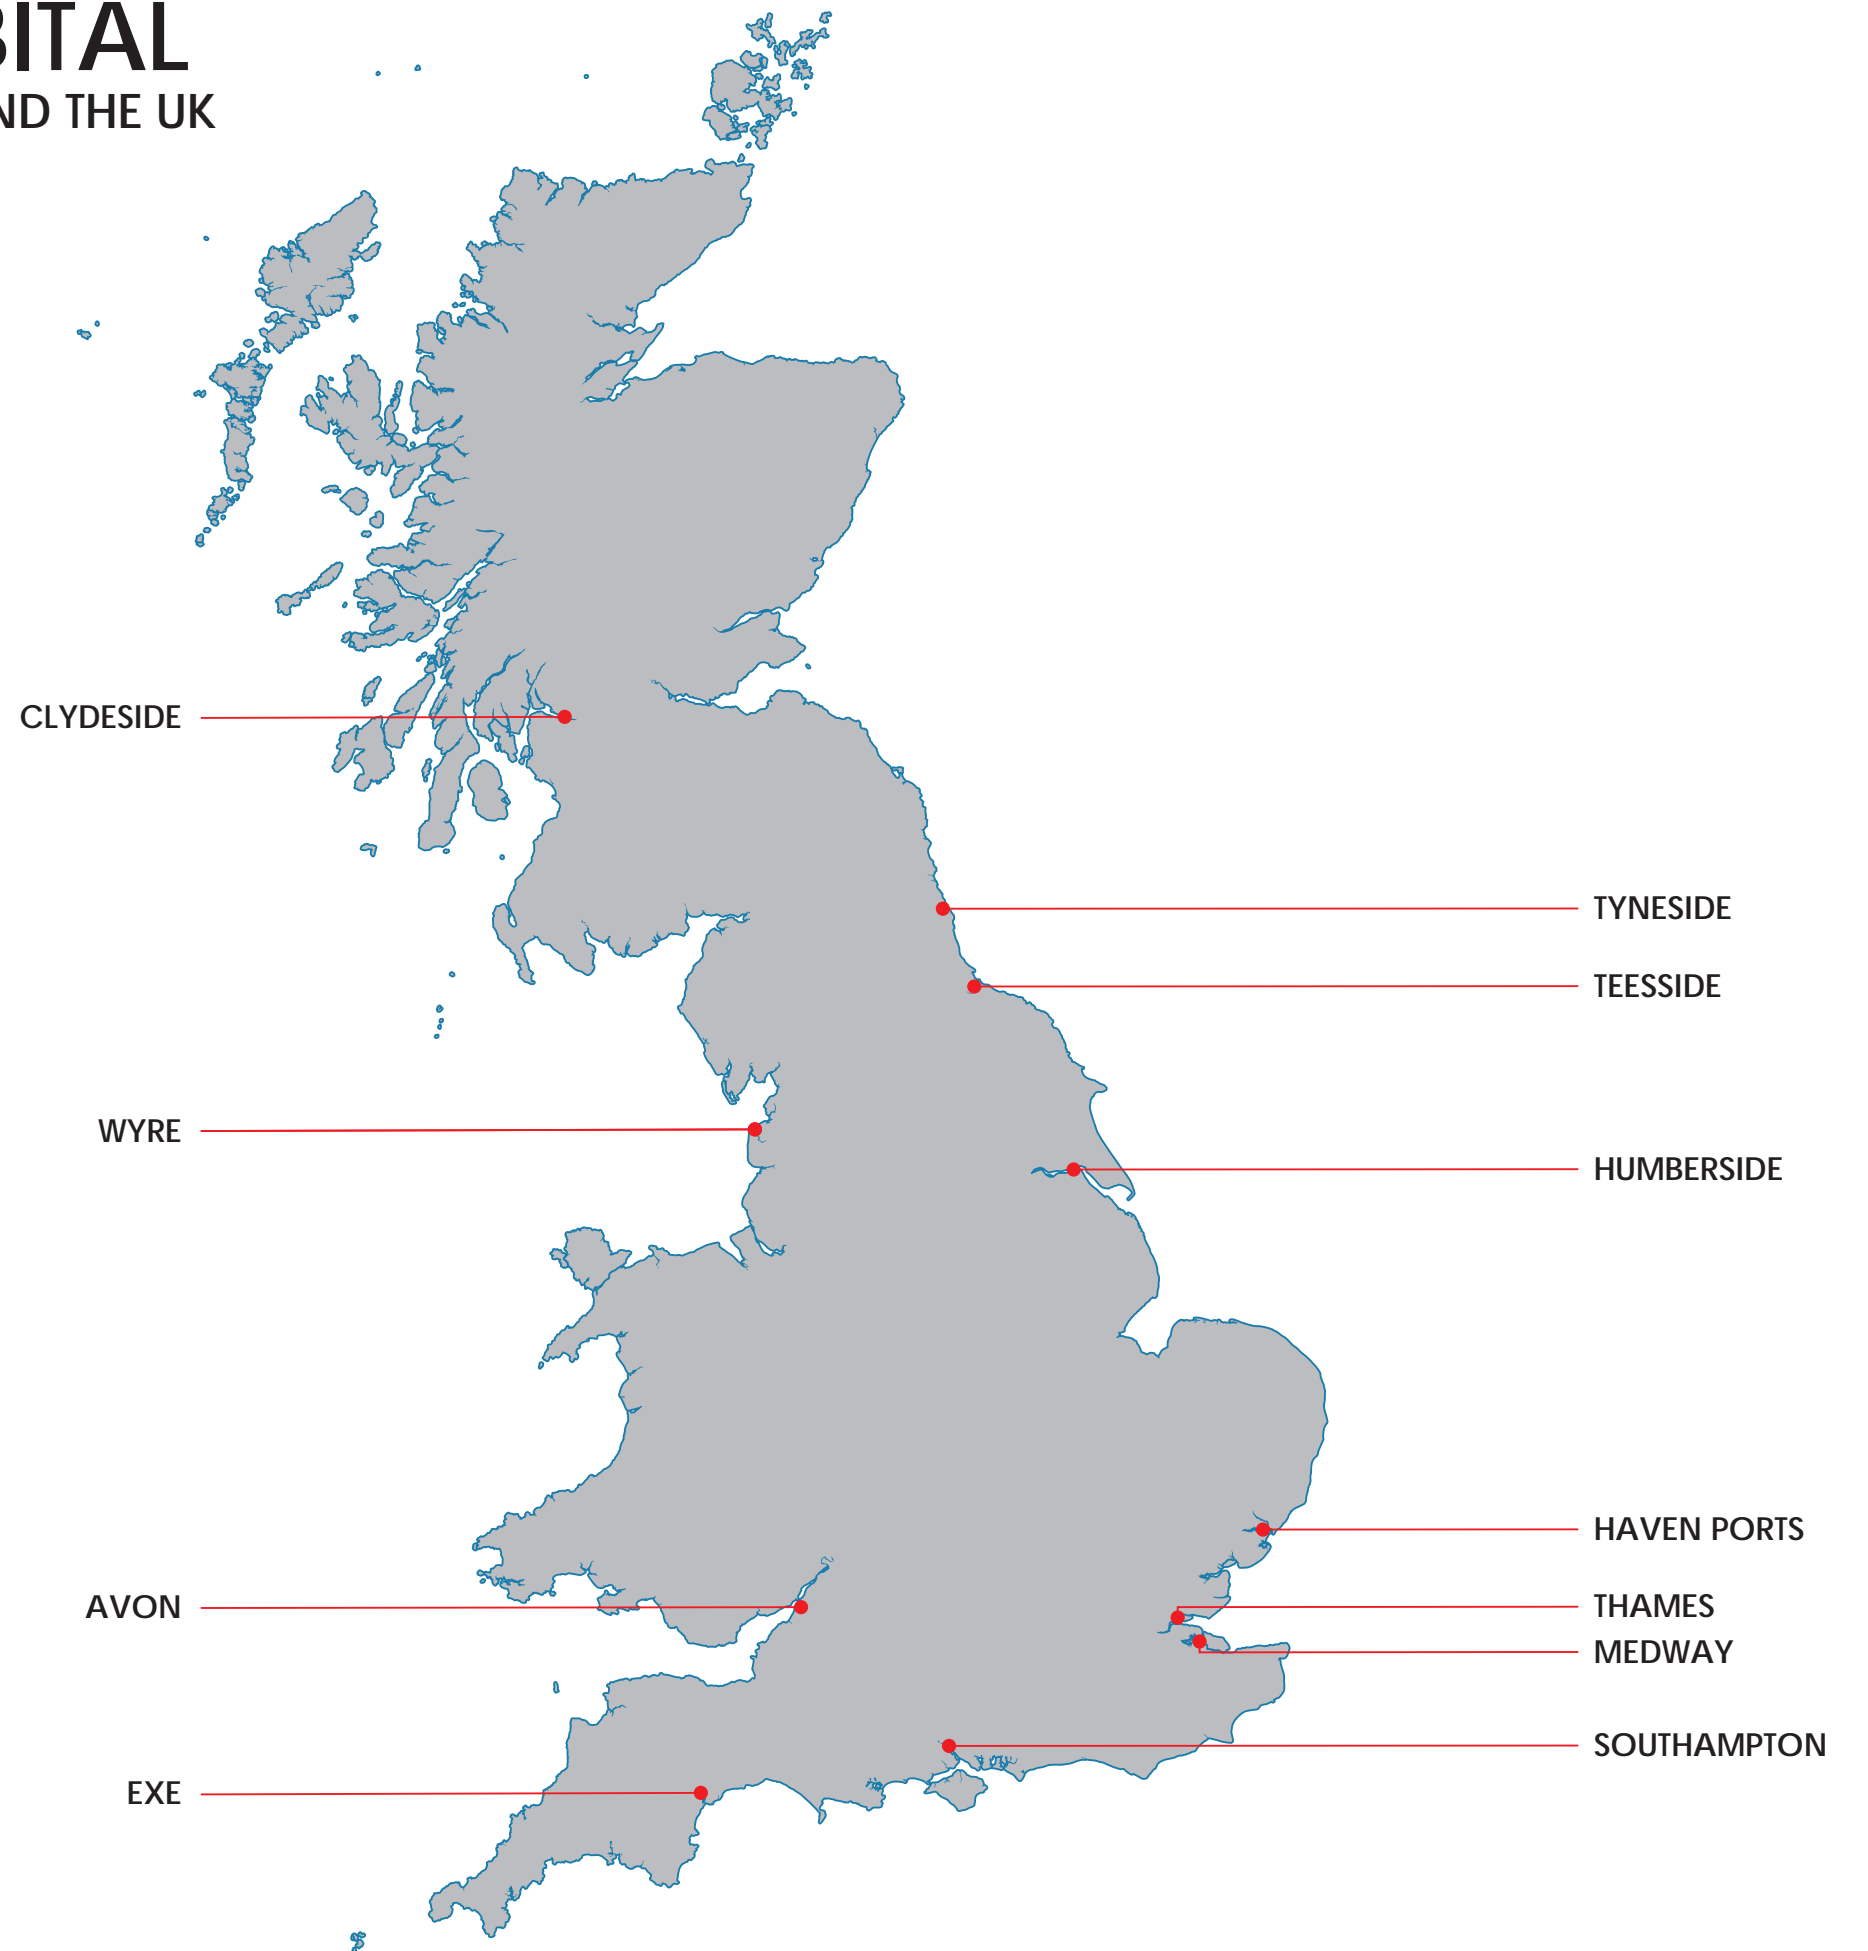 BITAL
ND THE UK
CLYDESIDE
TYNESIDE
TEESSIDE
WYRE
HUMBERSIDE
HAVEN PORTS
AVON
THAMES
MEDWAY
SOUTHAMPTON
EXE